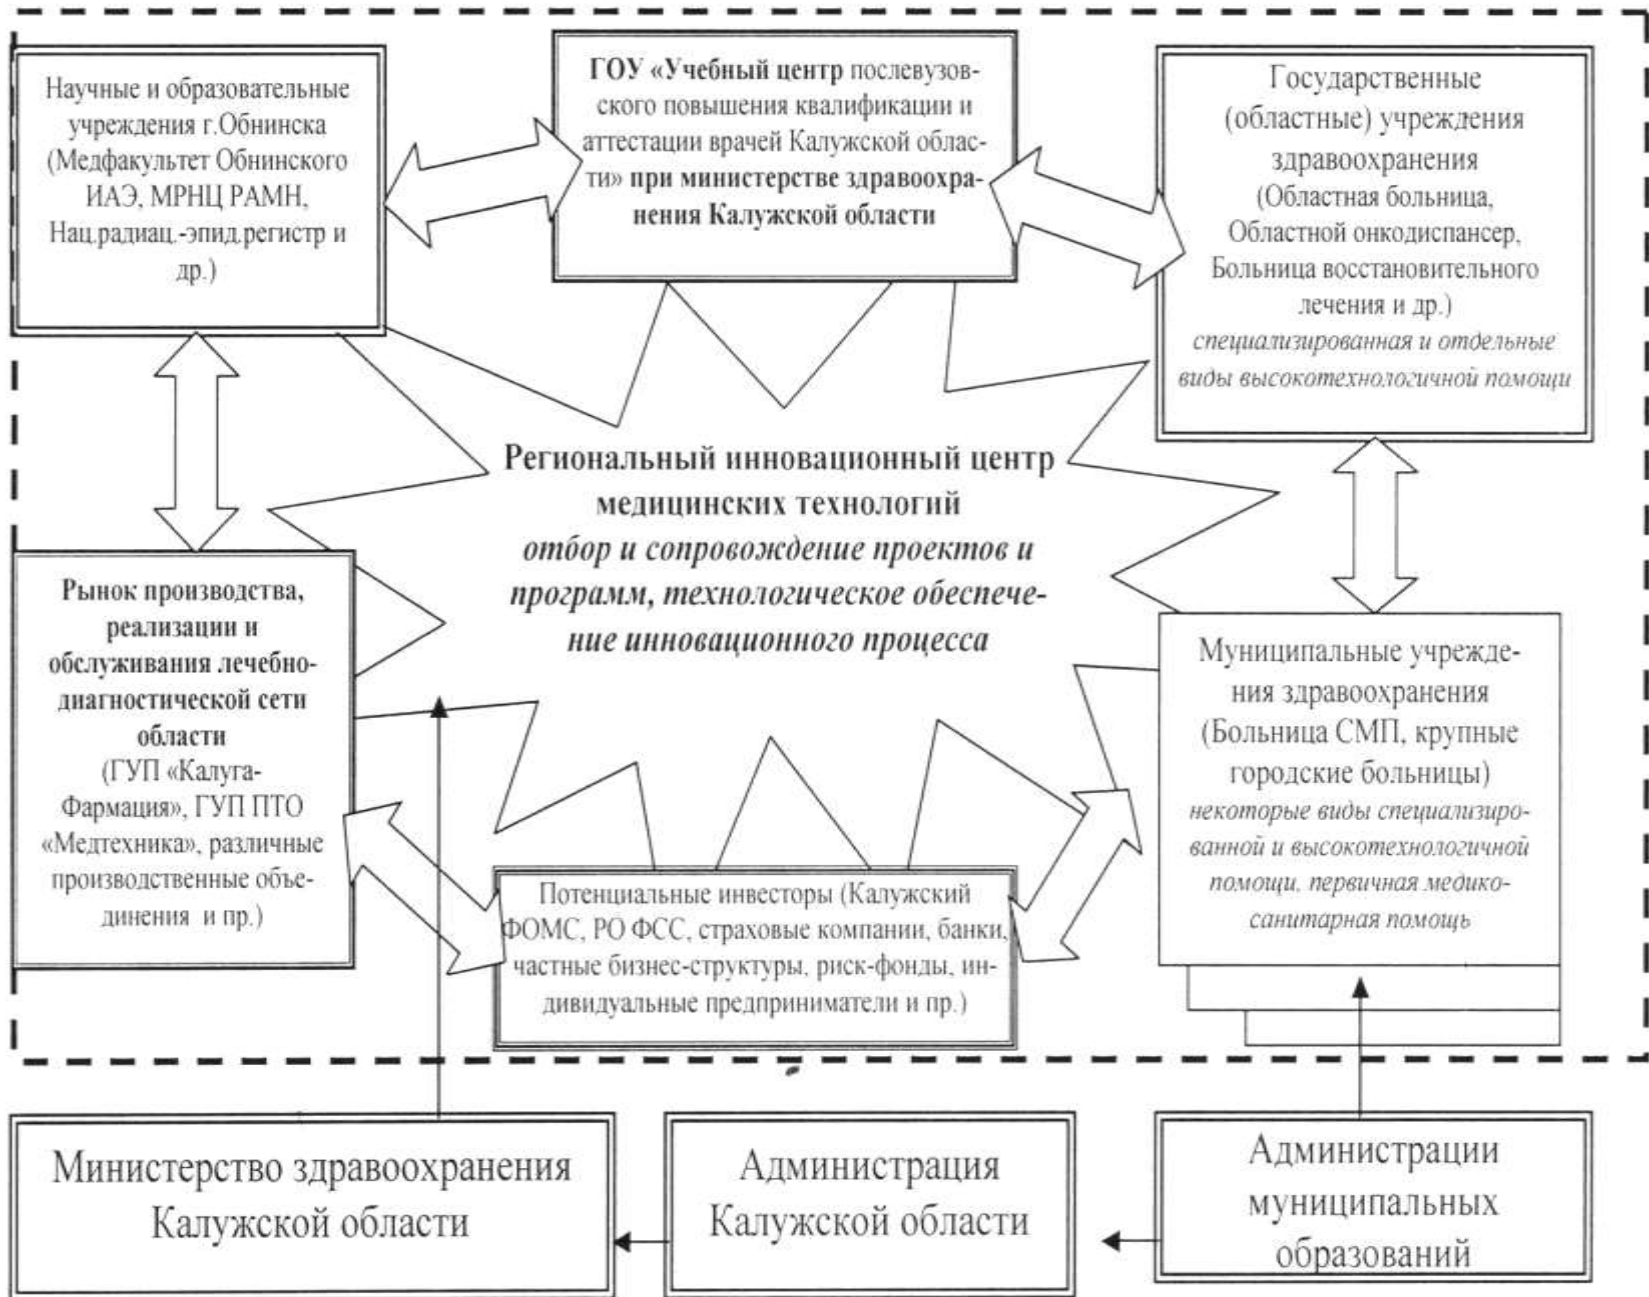 Научные и образовательные
учреждения г.Обнинска
(Медфакультет Обнинского
ИАЭ, МРНЦ РАМН,
Нац.радиац.-эпид.регистр и
др.)
ГОУ «Учебный центр послевузов-
ского повышения квалификации и
аттестации врачей Калужской облас-
ти» при министерстве здравоохра-
нения Калужской области
Государственные
(областные) учреждения
здравоохранения
(Областная больница,
Областной онкодиспансер,
Больница восстановительного
лечения и др.)
специализированная и отдельные
виды высокотехнологичной помощи
Региональный инновационный центр
медицинских технологий
отбор и сопровождение проектов и
программ, технологическое обеспече-
ние инновационного процесса
Рынок производства,
реализации и
обслуживания лечебно-
диагностической сети
области
(ГУП «Калуга-
Фармация», ГУП ПТО
«Медтехника», различные
производственные объе-
динения и пр.)
Потенциальные инвесторы (Калужский
ФОМС, РО ФСС, страховые компании, банки,
частные бизнес-структуры, риск-фонды, ин-
дивидуальные предприниматели и пр.)
Муниципальные учрежде-
ния здравоохранения
(Больница СМП, крупные
городские больницы)
некоторые виды специализиро-
ванной и высокотехнологичной
помощи, первичная медико-
санитарная помощь
Министерство здравоохранения
Калужской области
Администрация
Калужской области
Администрации
муниципальных
образований